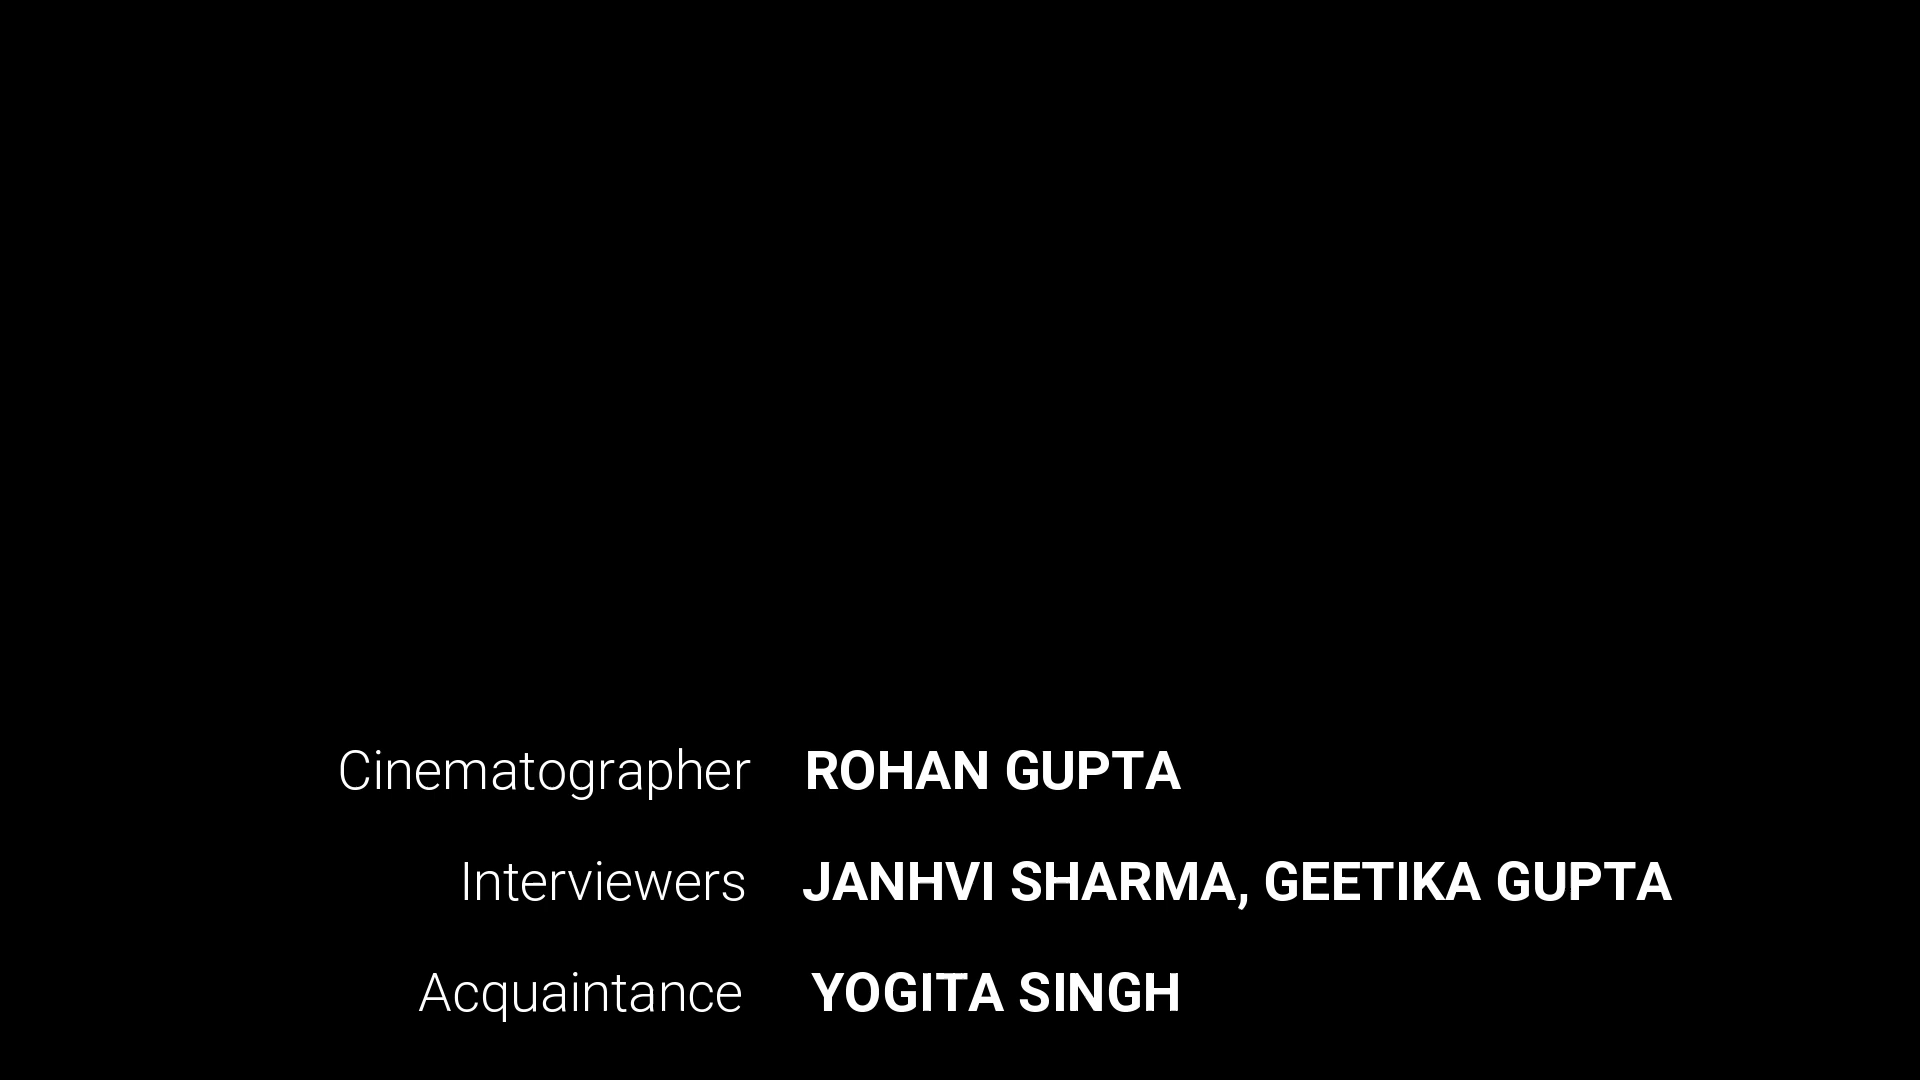 Cinematographer ROHAN GUPTA
Interviewers JANHVI SHARMA, GEETIKA GUPTA
Acquaintance YOGITA SINGH